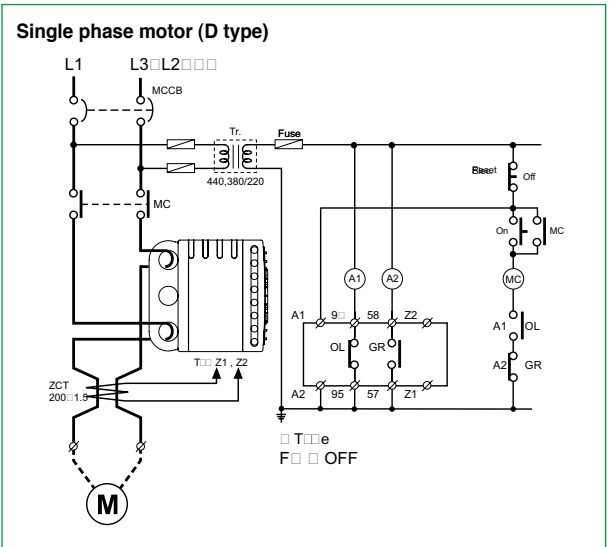 Single phase motor (D type)
L1 L3 L2
MCCB
Tr.
Fuse
440,380/220
Reset
Off
MC
On
MC
A1 A2 MC
A1 58 Z2
OL GR
A1 OL
A2 GR
A2 95 57 Z1
Z1 , Z2
ZCT
OFF
M